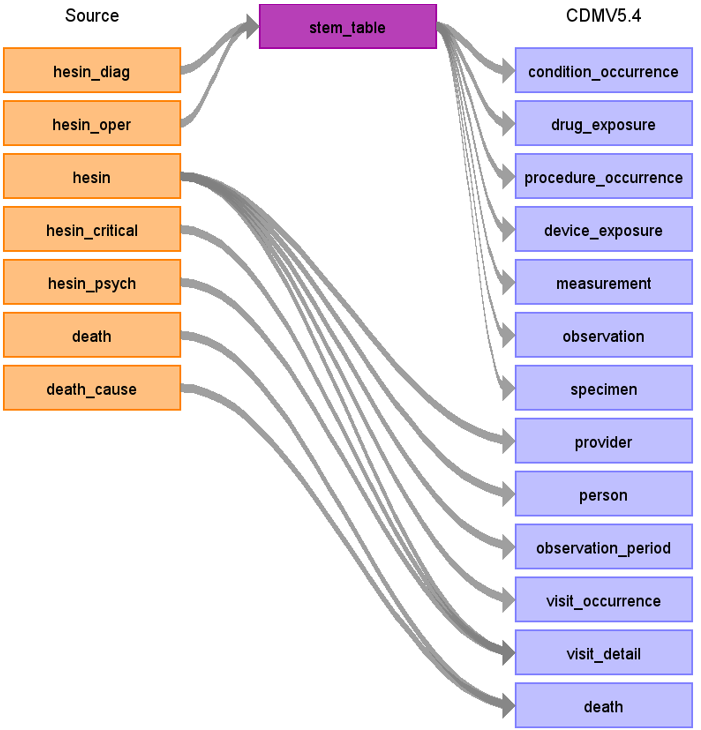 Source
stem_table
CDMV5.4
hesin_diag
hesin_oper
hesin
hesin_critical
hesin_psych
death
death_cause
condition_occurrence
drug_exposure
procedure_occurrence
device_exposure
measurement
observation
specimen
provider
person
observation_period
visit_occurrence
visit_detail
death